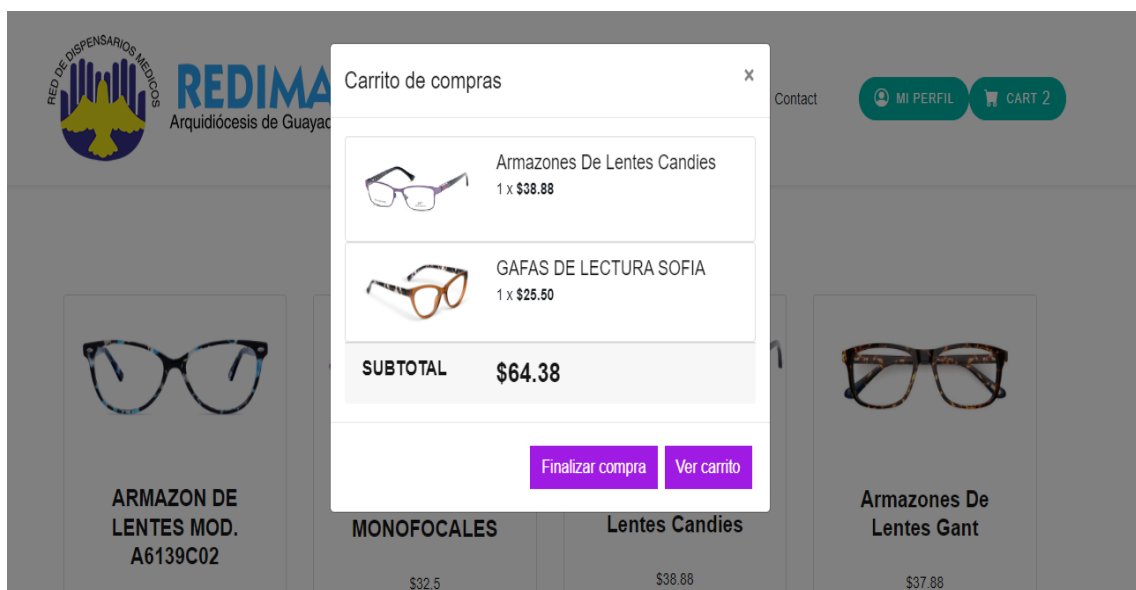 RED DE DISPENSARIOS MEDICOS
REDIMA
Arquidiócesis de Guayaq
Contact
MI PERFIL
CART 2
Carrito de compras
×
Armazones De Lentes Candies
1 x $38.88
GAFAS DE LECTURA SOFIA
1 x $25.50
SUBTOTAL
$64.38
Finalizar compra
Ver carrito
ARMAZON DE
LENTES MOD.
A6139C02
MONOFOCALES
$32.5
Lentes Candies
$38.88
Armazones De
Lentes Gant
$37.88